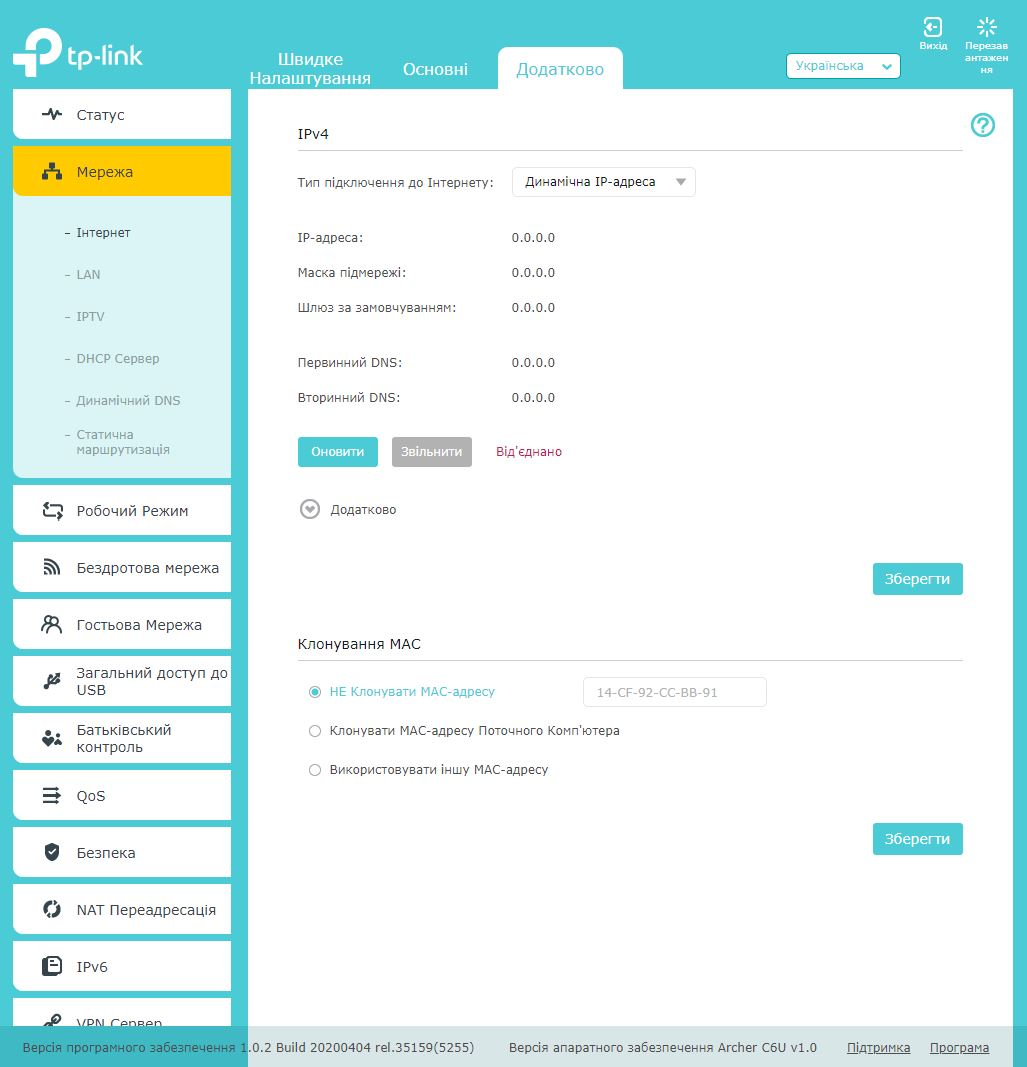 tp-link
Швидке
Налаштування
Основні
Додатково
Українська
Вихід
Перезав
антажен
ня
Статус
Мережа
– Інтернет
– LAN
– IPTV
– DHCP Сервер
– Динамічний DNS
– Статична
маршрутизація
Робочий Режим
Бездротова мережа
Гостьова Мережа
Загальний доступ до
USB
Батьківський
контроль
QoS
Безпека
NAT Переадресація
IPv6
VPN Сервер
IPv4
Тип підключення до Інтернету: Динамічна IP-адреса
IP-адреса: 0.0.0.0
Маска підмережі: 0.0.0.0
Шлюз за замовчуванням: 0.0.0.0
Первинний DNS: 0.0.0.0
Вторинний DNS: 0.0.0.0
Оновити Звільнити Від'єднано
Додатково
Зберегти
Клонування MAC
НЕ Клонувати MAC-адресу 14-CF-92-CC-BB-91
Клонувати MAC-адресу Поточного Комп'ютера
Використовувати іншу MAC-адресу
Зберегти
Версія програмного забезпечення 1.0.2 Build 20200404 rel.35159(5255) Версія апаратного забезпечення Archer C6U v1.0 Підтримка Програма